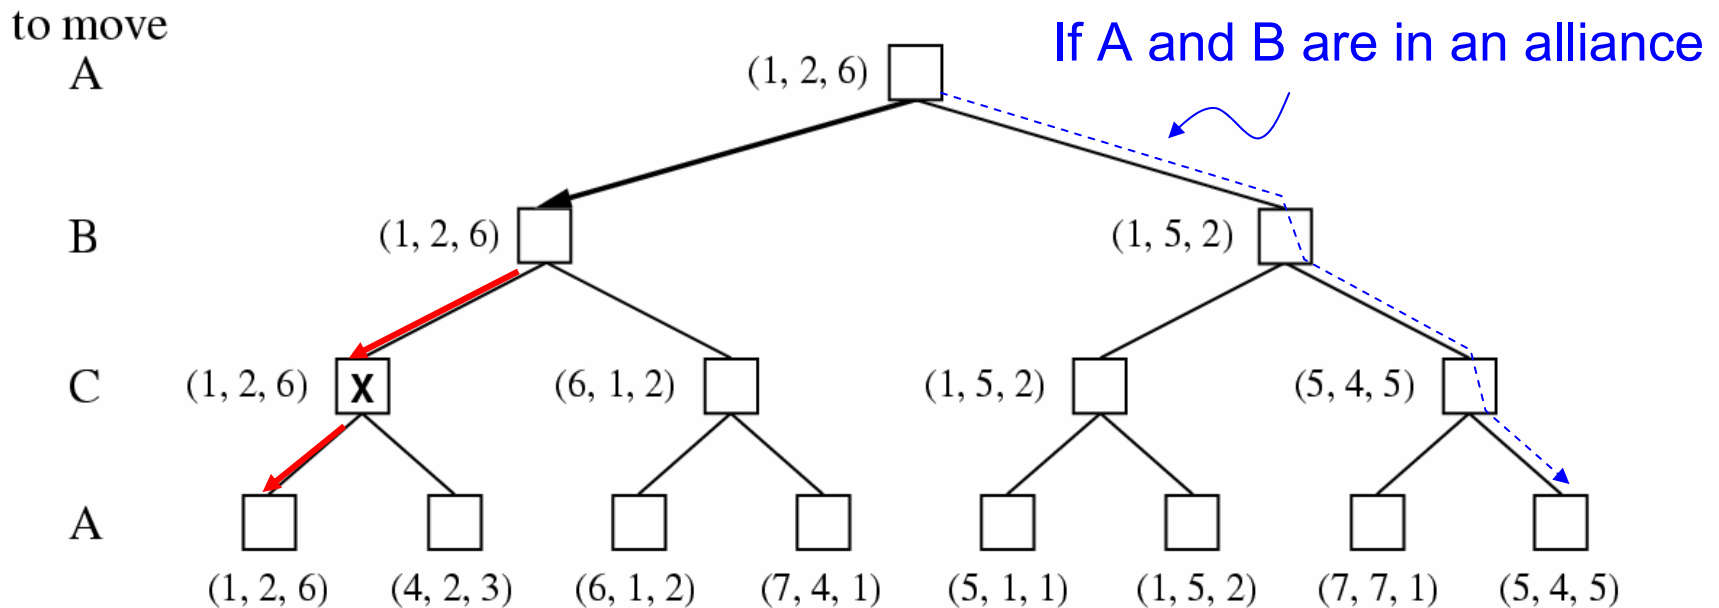 to move
If A and B are in an alliance
A
(1, 2, 6)
B
(1, 2, 6)
(1, 5, 2)
C
(1, 2, 6)
X
(6, 1, 2)
(1, 5, 2)
(5, 4, 5)
A
(1, 2, 6)
(4, 2, 3)
(6, 1, 2)
(7, 4, 1)
(5, 1, 1)
(1, 5, 2)
(7, 7, 1)
(5, 4, 5)